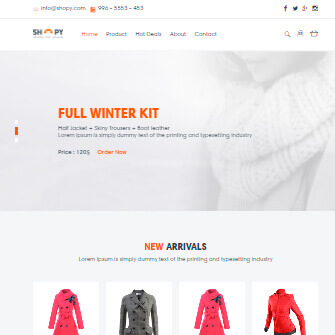 info@shopy.com 996 - 5553 - 453
SHOPY
Home Product Hot Deals About Contact
FULL WINTER KIT
Half Jacket + Skiny Trousers + Boot leather
Lorem Ipsum is simply dummy text of the printing and typesetting industry
Price : 120$ Order Now
NEW ARRIVALS
Lorem ipsum is simply dummy text of the printing and typesetting industry